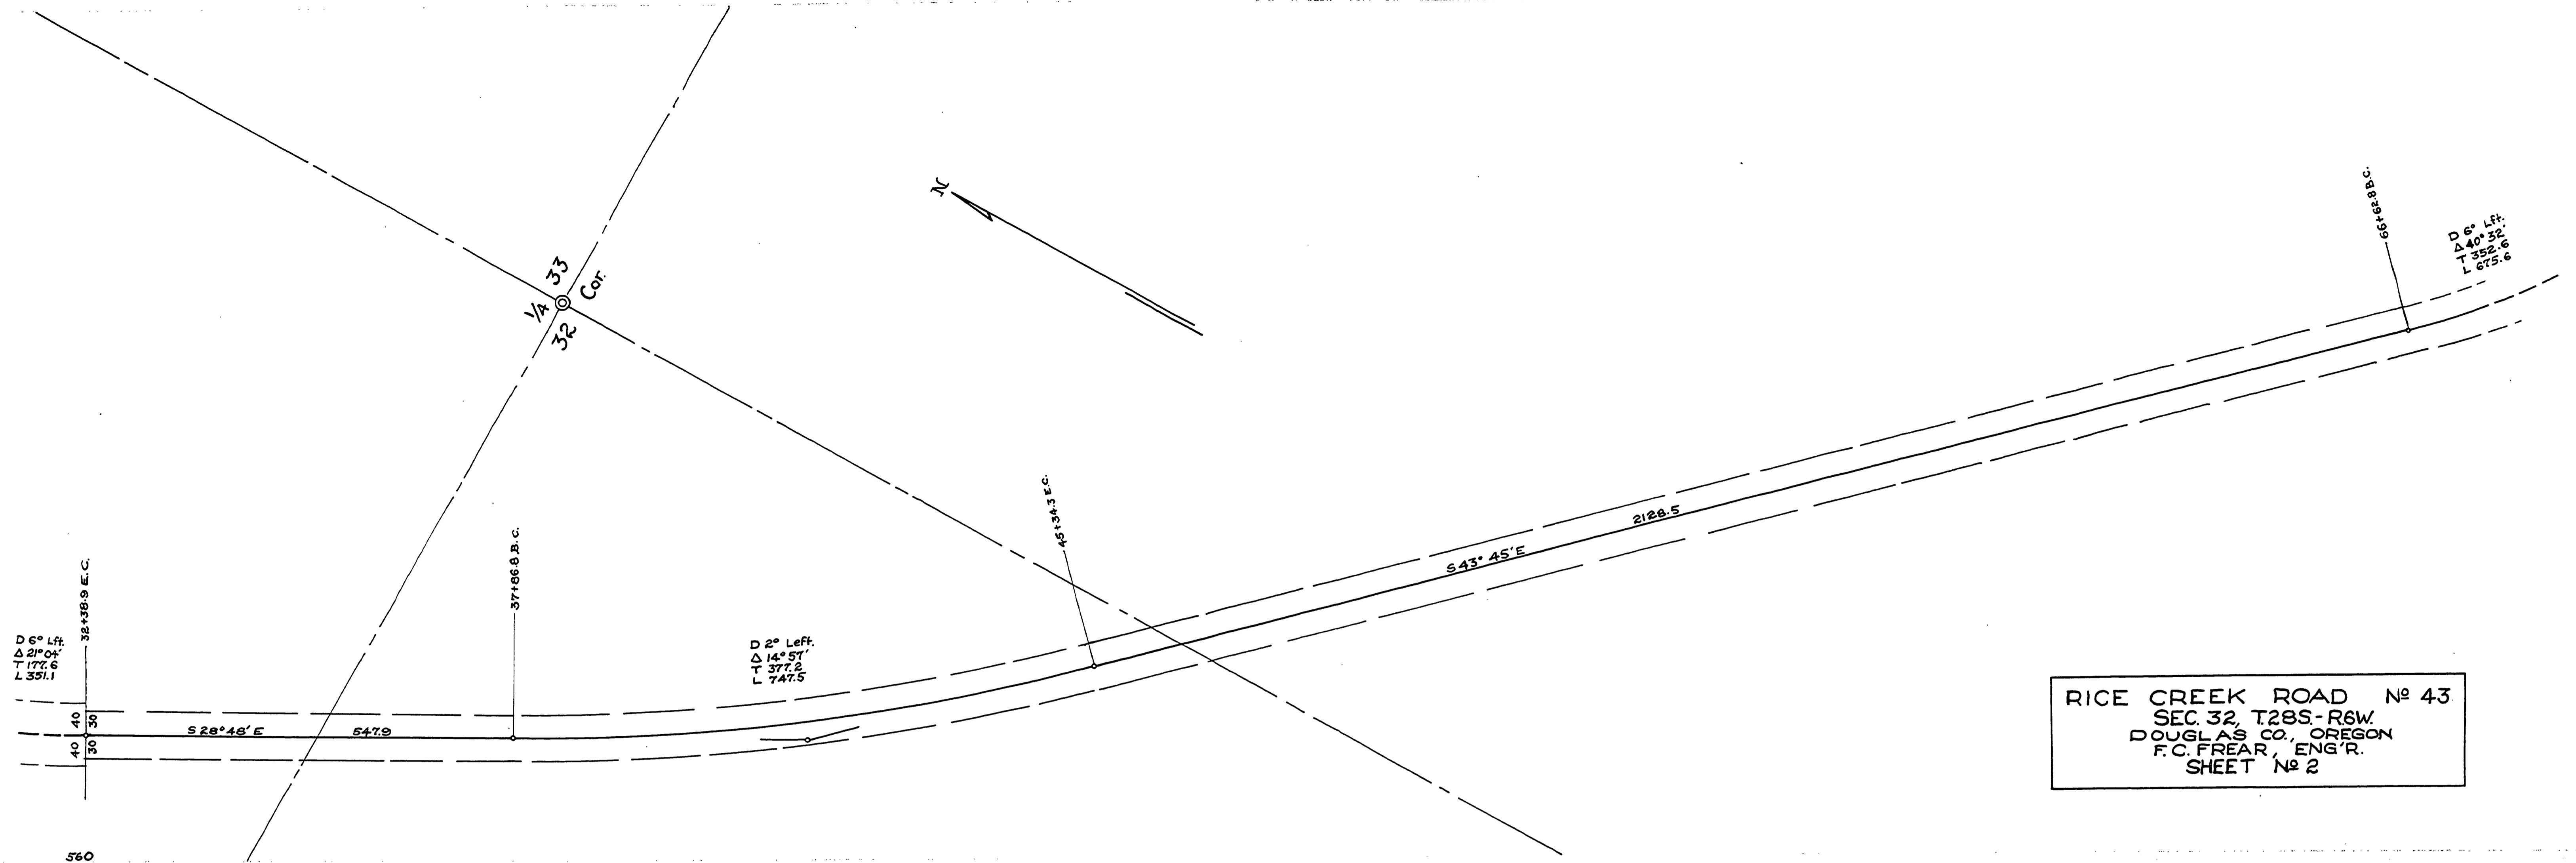 33
1/4
Cor.
32
N
66+62.8 B.C.
D 6° Lft.
Δ 40° 32'
T 352.6
L 675.6
45+34.3 E.C.
2128.5
S 43° 45' E
37+86.8 B.C.
32+38.9 E.C.
D 6° Lft.
Δ 21° 04'
T 177.6
L 351.1
D 2° Left.
Δ 14° 57'
T 377.2
L 747.5
40
30
S 28° 48' E
547.9
40
30
RICE CREEK ROAD Nº 43
SEC. 32, T.28S.-R.6W.
DOUGLAS CO., OREGON
F. C. FREAR, ENG'R.
SHEET Nº 2
560